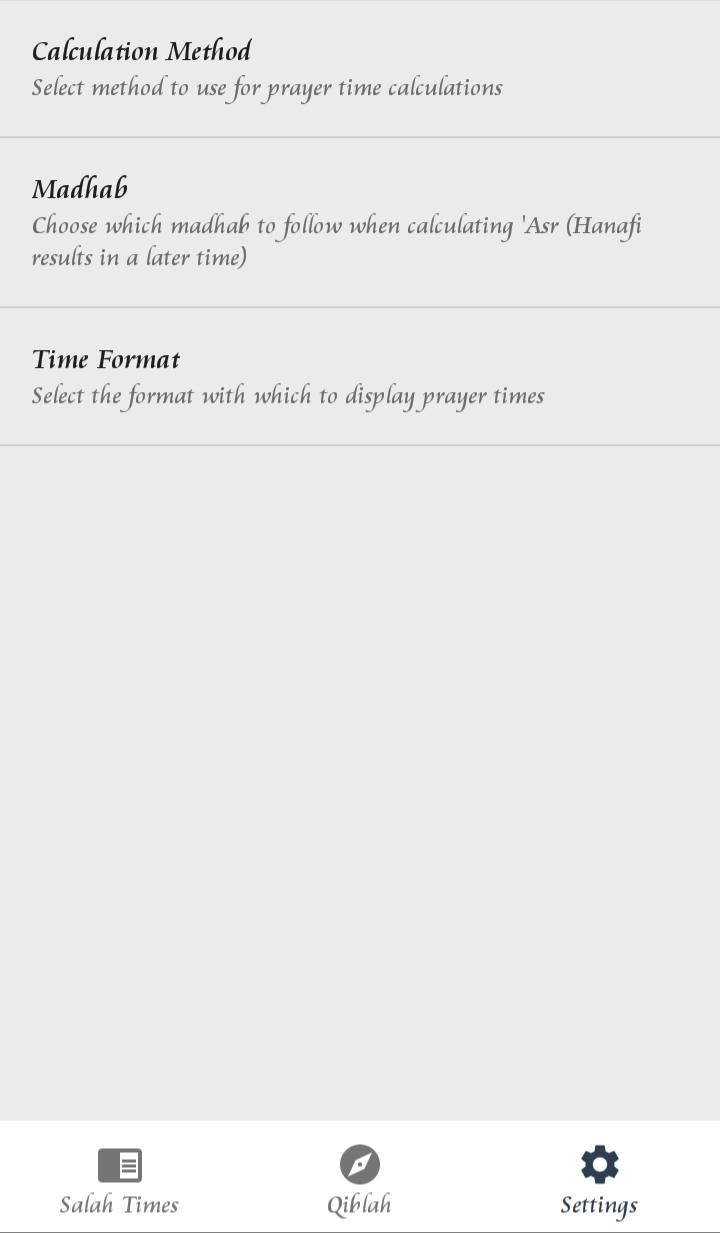 Calculation Method
Select method to use for prayer time calculations
Madhab
Choose which madhab to follow when calculating 'Asr (Hanafi
results in a later time)
Time Format
Select the format with which to display prayer times
Salah Times
Qiblah
Settings